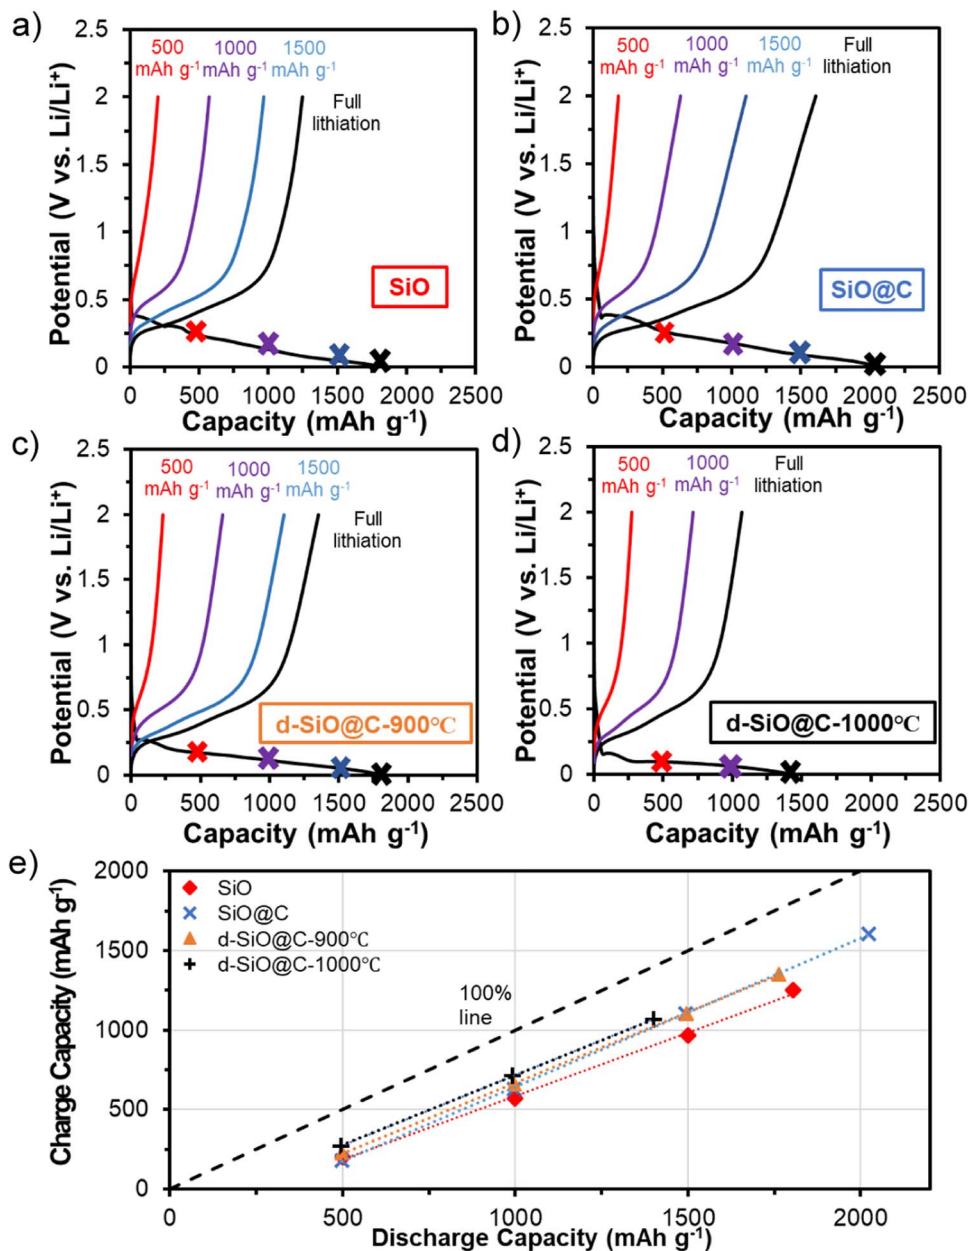 a)
2.5
2
1.5
1
0.5
0
Potential (V vs. Li/Li⁺)
500
mAh g⁻¹
1000
mAh g⁻¹
1500
mAh g⁻¹
Full
lithiation
SiO
0 500 1000 1500 2000 2500
Capacity (mAh g⁻¹)
b)
2.5
2
1.5
1
0.5
0
Potential (V vs. Li/Li⁺)
500
mAh g⁻¹
1000
mAh g⁻¹
1500
mAh g⁻¹
Full
lithiation
SiO@C
0 500 1000 1500 2000 2500
Capacity (mAh g⁻¹)
c)
2.5
2
1.5
1
0.5
0
Potential (V vs. Li/Li⁺)
500
mAh g⁻¹
1000
mAh g⁻¹
1500
mAh g⁻¹
Full
lithiation
d-SiO@C-900℃
0 500 1000 1500 2000 2500
Capacity (mAh g⁻¹)
d)
2.5
2
1.5
1
0.5
0
Potential (V vs. Li/Li⁺)
500
mAh g⁻¹
1000
mAh g⁻¹
Full
lithiation
d-SiO@C-1000℃
0 500 1000 1500 2000 2500
Capacity (mAh g⁻¹)
e)
2000
1500
1000
500
0
Charge Capacity (mAh g⁻¹)
SiO
SiO@C
d-SiO@C-900℃
d-SiO@C-1000℃
100%
line
0 500 1000 1500 2000
Discharge Capacity (mAh g⁻¹)